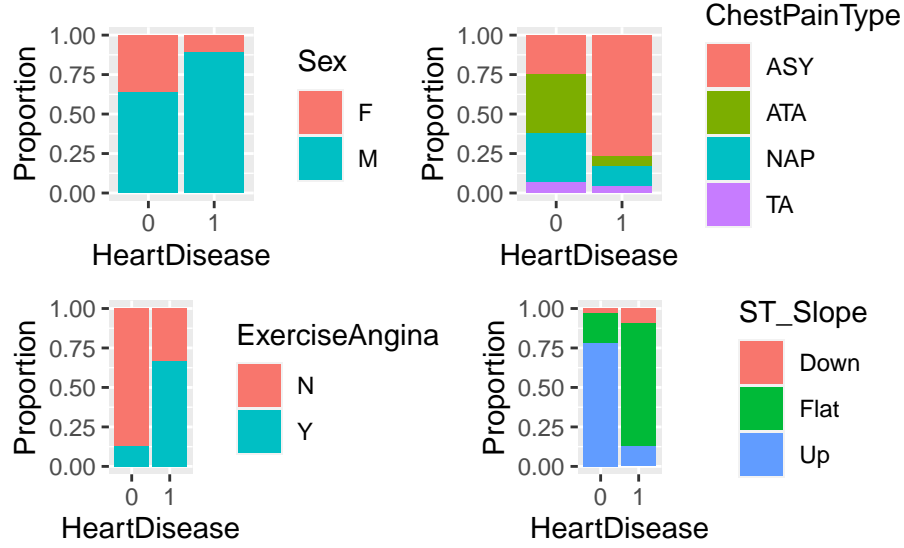 Proportion
1.00
0.75
0.50
0.25
0.00
0 1
HeartDisease
Sex
F
M
Proportion
1.00
0.75
0.50
0.25
0.00
0 1
HeartDisease
ChestPainType
ASY
ATA
NAP
TA
Proportion
1.00
0.75
0.50
0.25
0.00
0 1
HeartDisease
ExerciseAngina
N
Y
Proportion
1.00
0.75
0.50
0.25
0.00
0 1
HeartDisease
ST_Slope
Down
Flat
Up